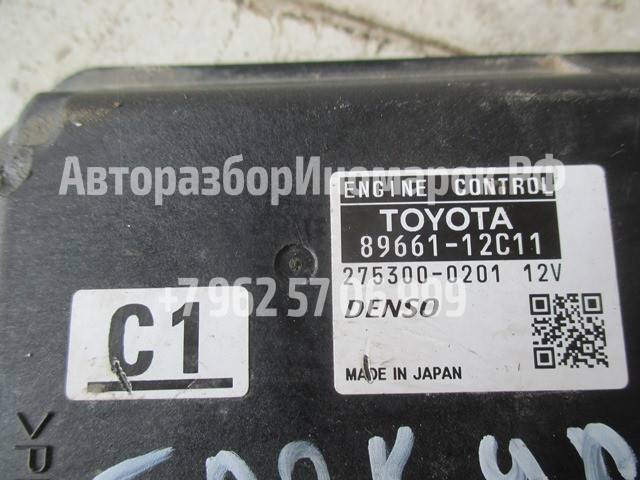 АвторазборИномарок.РФ
ENGINE CONTROL
TOYOTA
89661-12C11
275300-0201 12V
DENSO
MADE IN JAPAN
C1